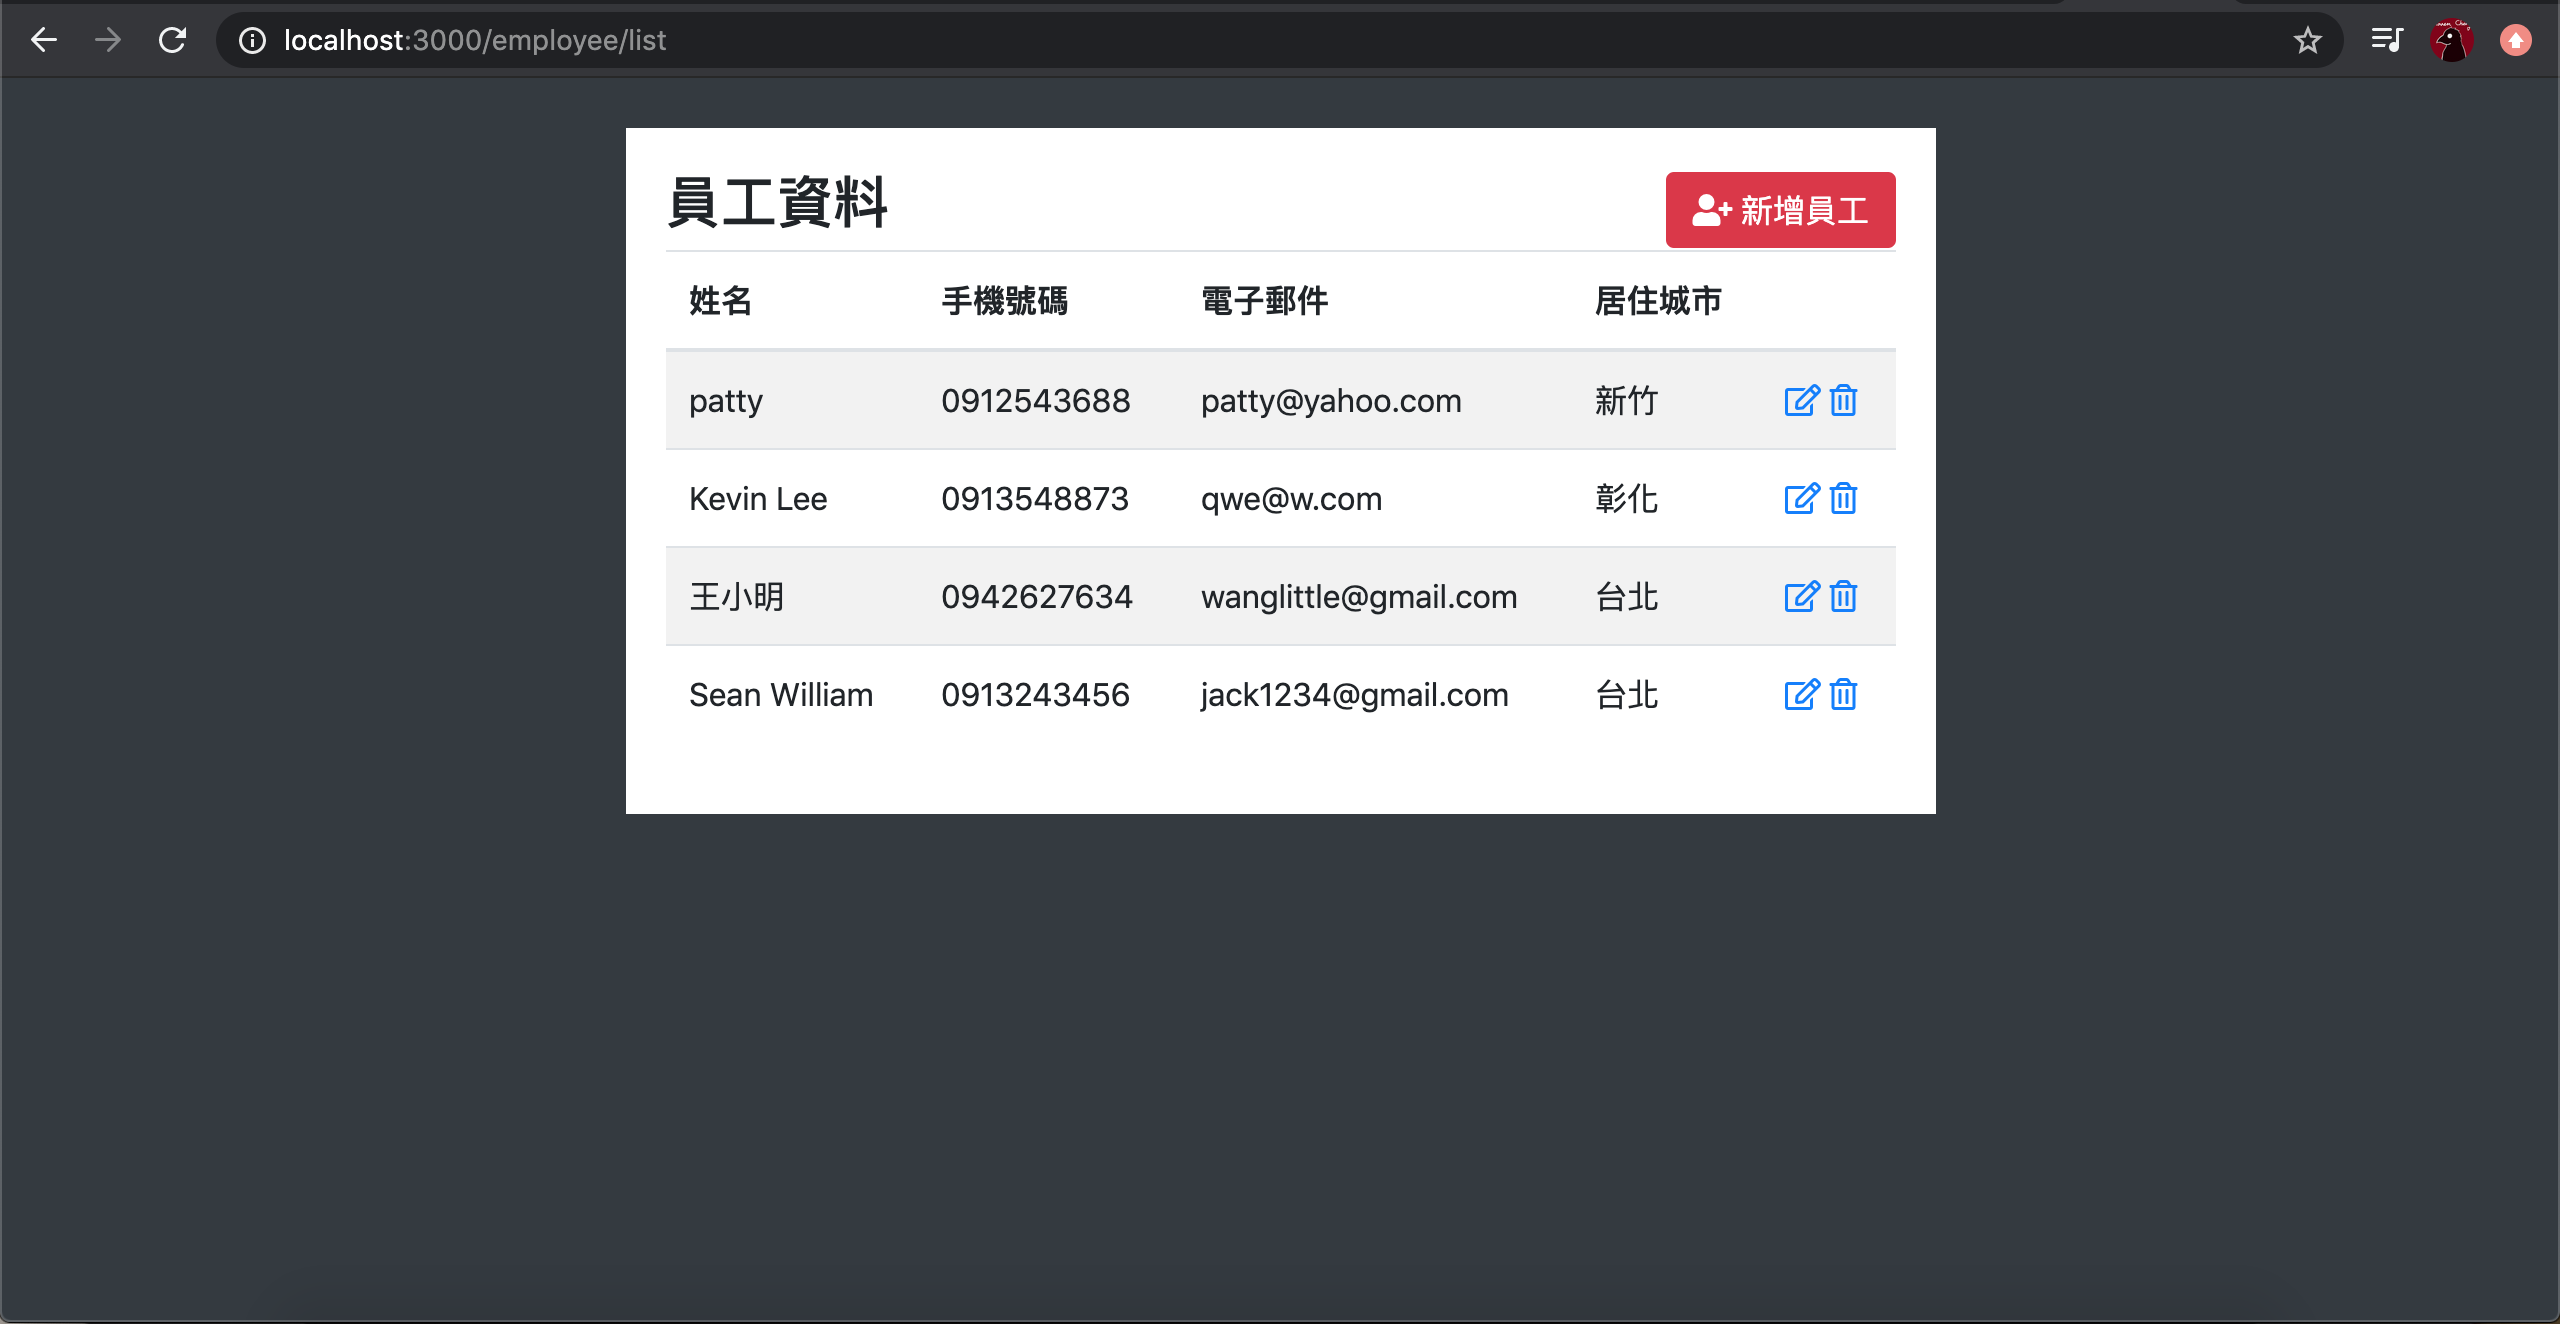 localhost:3000/employee/list
員工資料
新增員工
姓名 手機號碼 電子郵件 居住城市
patty 0912543688 patty@yahoo.com 新竹
Kevin Lee 0913548873 qwe@w.com 彰化
王小明 0942627634 wanglittle@gmail.com 台北
Sean William 0913243456 jack1234@gmail.com 台北